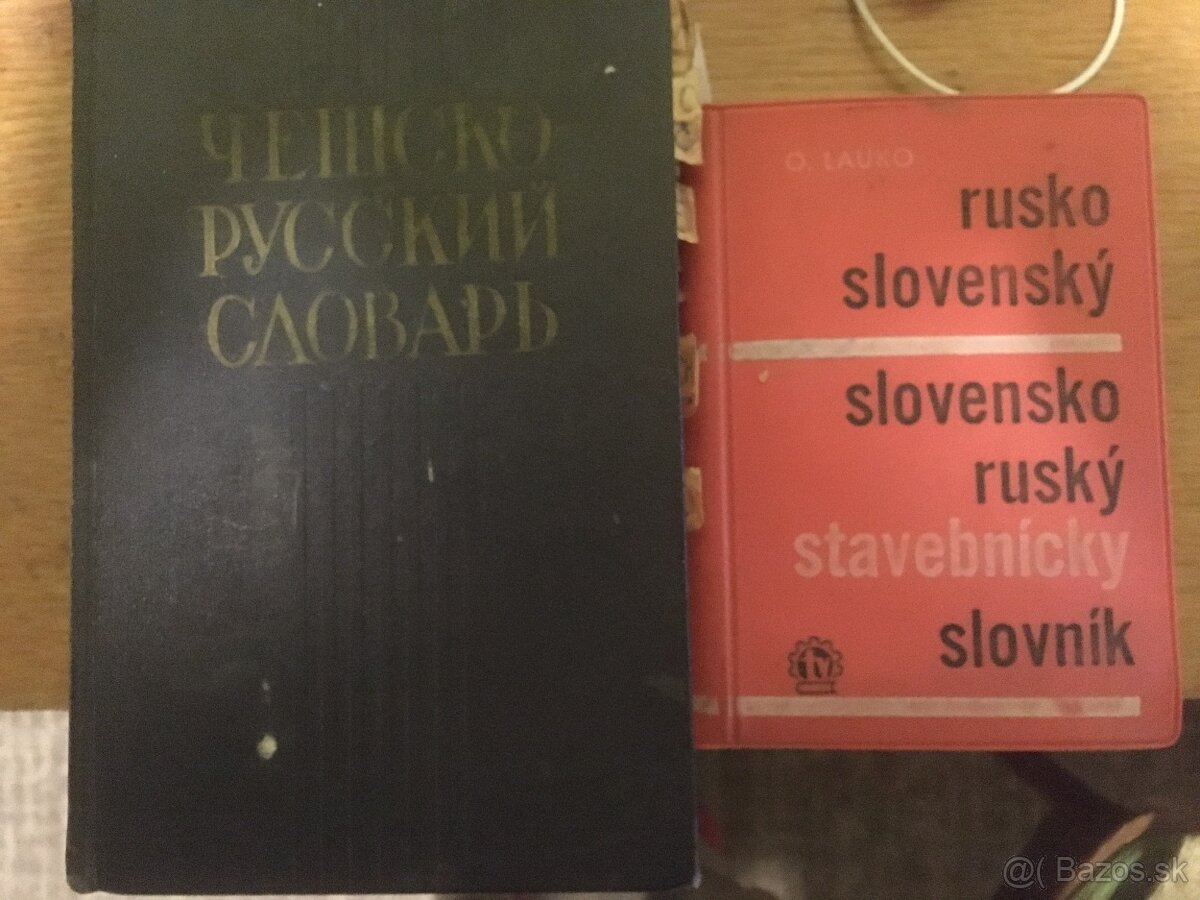 ЧЕШСКО-
РУССКИЙ
СЛОВАРЬ
O. LAUKO
rusko
slovenský
slovensko
ruský
stavebnícky
slovník
@( Bazos.sk